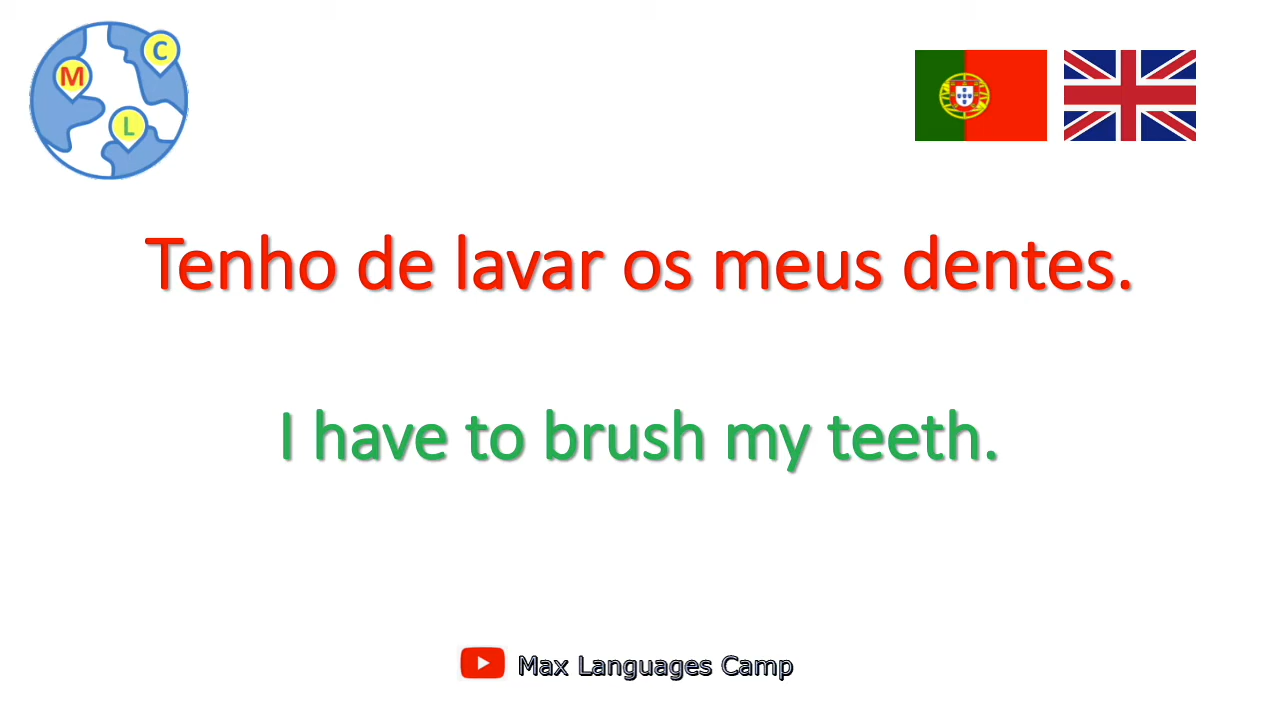 M
C
L
Tenho de lavar os meus dentes.
I have to brush my teeth.
Max Languages Camp